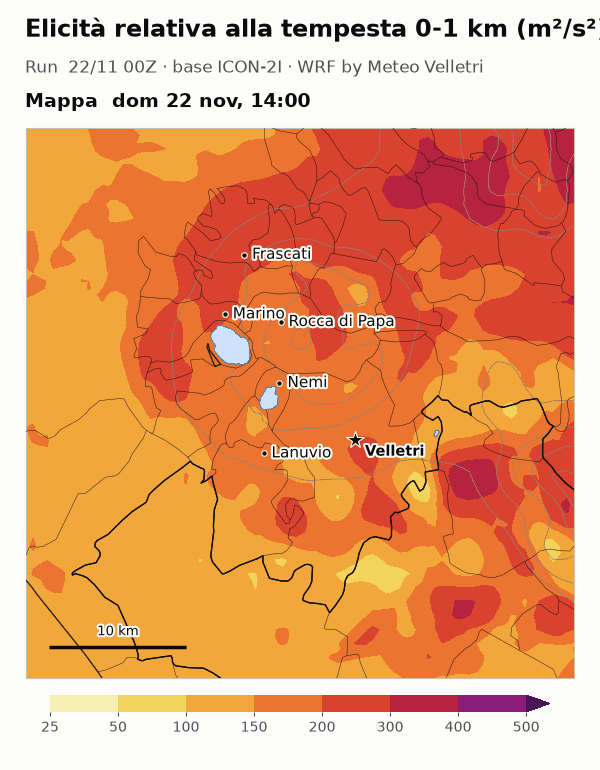 Elicità relativa alla tempesta 0-1 km (m²/s²)
Run  22/11 00Z · base ICON-2I · WRF by Meteo Velletri
Mappa  dom 22 nov, 14:00
Frascati
Marino
Rocca di Papa
Nemi
Velletri
Lanuvio
10 km
25 50 100 150 200 300 400 500